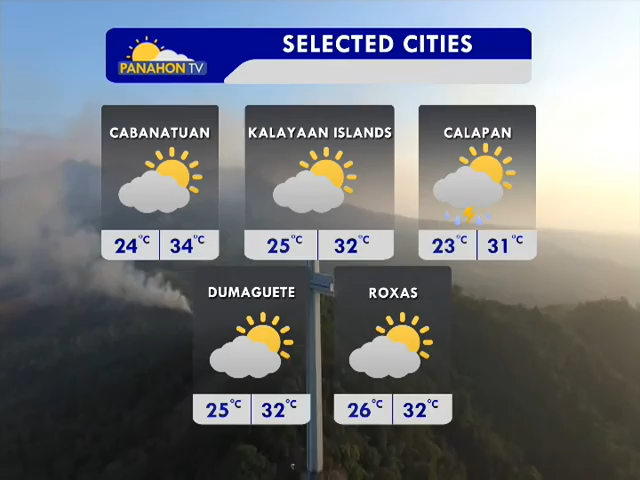 PANAHON TV
SELECTED CITIES
CABANATUAN
24°C 34°C
KALAYAAN ISLANDS
25°C 32°C
CALAPAN
23°C 31°C
DUMAGUETE
25°C 32°C
ROXAS
26°C 32°C